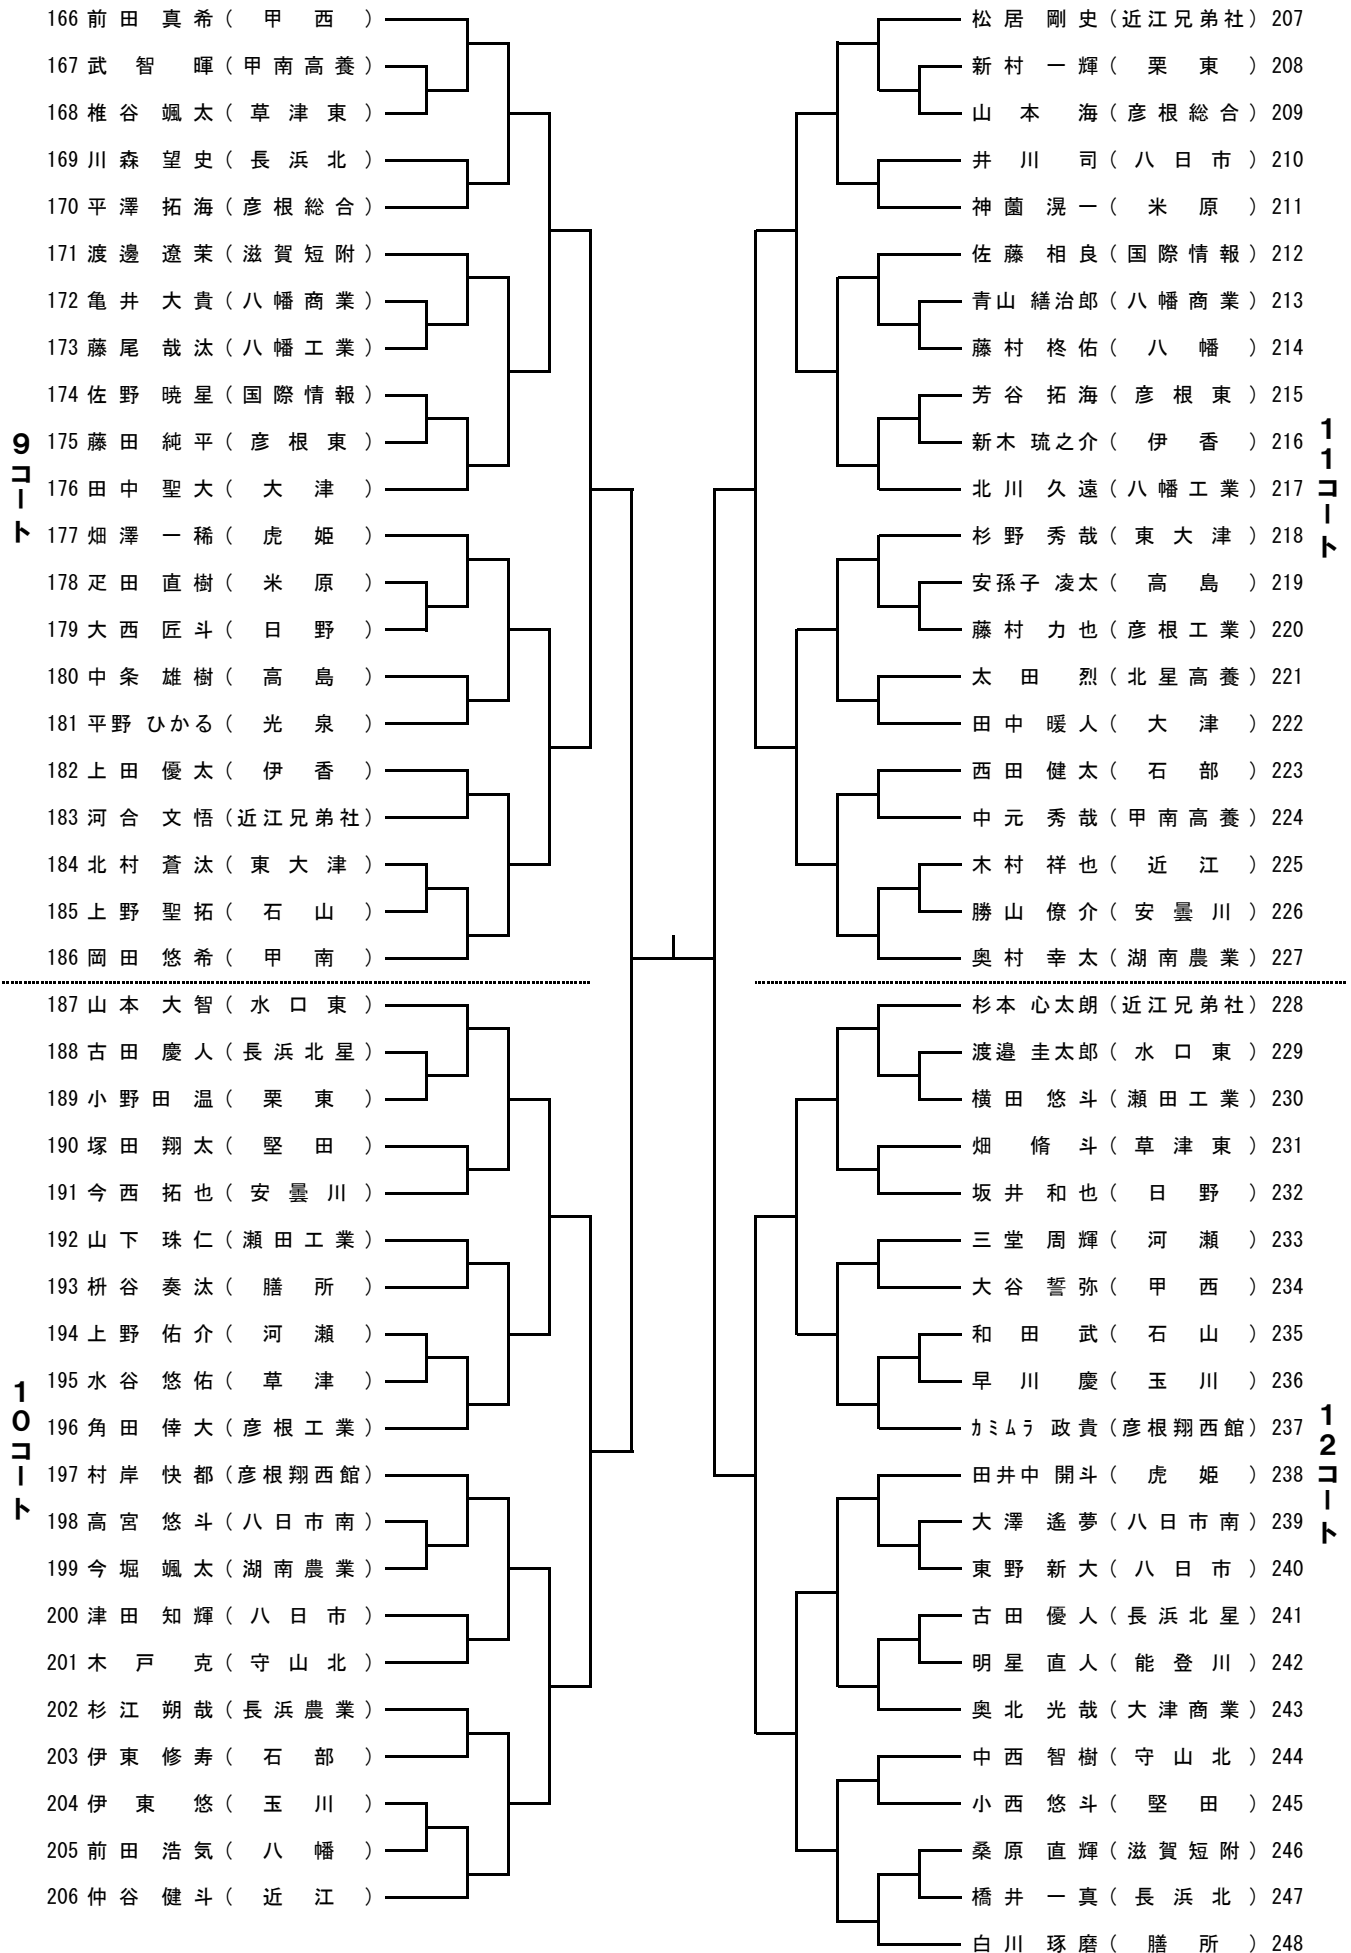 9コート
166 前田 真希 (甲西)
167 武智 暉 (甲南高養)
168 椎谷 颯太 (草津東)
169 川森 望史 (長浜北)
170 平澤 拓海 (彦根総合)
171 渡邊 遼茉 (滋賀短附)
172 亀井 大貴 (八幡商業)
173 藤尾 哉汰 (八幡工業)
174 佐野 暁星 (国際情報)
175 藤田 純平 (彦根東)
176 田中 聖大 (大津)
177 畑澤 一稀 (虎姫)
178 疋田 直樹 (米原)
179 大西 匠斗 (日野)
180 中条 雄樹 (高島)
181 平野 ひかる (光泉)
182 上田 優太 (伊香)
183 河合 文悟 (近江兄弟社)
184 北村 蒼汰 (東大津)
185 上野 聖拓 (石山)
186 岡田 悠希 (甲南)
10コート
187 山本 大智 (水口東)
188 古田 慶人 (長浜北星)
189 小野田 温 (栗東)
190 塚田 翔太 (堅田)
191 今西 拓也 (安曇川)
192 山下 珠仁 (瀬田工業)
193 枡谷 奏汰 (膳所)
194 上野 佑介 (河瀬)
195 水谷 悠佑 (草津)
196 角田 倖大 (彦根工業)
197 村岸 快都 (彦根翔西館)
198 高宮 悠斗 (八日市南)
199 今堀 颯太 (湖南農業)
200 津田 知輝 (八日市)
201 木戸 克 (守山北)
202 杉江 朔哉 (長浜農業)
203 伊東 修寿 (石部)
204 伊東 悠 (玉川)
205 前田 浩気 (八幡)
206 仲谷 健斗 (近江)
11コート
松居 剛史 (近江兄弟社) 207
新村 一輝 (栗東) 208
山本 海 (彦根総合) 209
井川 司 (八日市) 210
神薗 滉一 (米原) 211
佐藤 相良 (国際情報) 212
青山 繕治郎 (八幡商業) 213
藤村 柊佑 (八幡) 214
芳谷 拓海 (彦根東) 215
新木 琉之介 (伊香) 216
北川 久遠 (八幡工業) 217
杉野 秀哉 (東大津) 218
安孫子 凌太 (高島) 219
藤村 力也 (彦根工業) 220
太田 烈 (北星高養) 221
田中 暖人 (大津) 222
西田 健太 (石部) 223
中元 秀哉 (甲南高養) 224
木村 祥也 (近江) 225
勝山 僚介 (安曇川) 226
奥村 幸太 (湖南農業) 227
12コート
杉本 心太朗 (近江兄弟社) 228
渡邉 圭太郎 (水口東) 229
横田 悠斗 (瀬田工業) 230
畑 脩斗 (草津東) 231
坂井 和也 (日野) 232
三堂 周輝 (河瀬) 233
大谷 誓弥 (甲西) 234
和田 武 (石山) 235
早川 慶 (玉川) 236
ｶﾐﾑﾗ 政貴 (彦根翔西館) 237
田井中 開斗 (虎姫) 238
大澤 遙夢 (八日市南) 239
東野 新大 (八日市) 240
古田 優人 (長浜北星) 241
明星 直人 (能登川) 242
奥北 光哉 (大津商業) 243
中西 智樹 (守山北) 244
小西 悠斗 (堅田) 245
桑原 直輝 (滋賀短附) 246
橋井 一真 (長浜北) 247
白川 琢磨 (膳所) 248